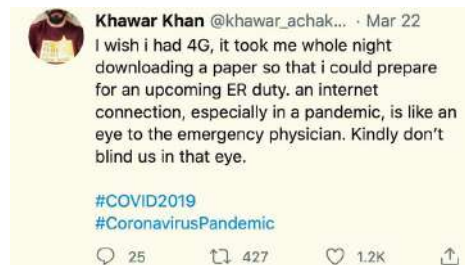 Khawar Khan @khawar_achak... · Mar 22
I wish i had 4G, it took me whole night
downloading a paper so that i could prepare
for an upcoming ER duty. an internet
connection, especially in a pandemic, is like an
eye to the emergency physician. Kindly don't
blind us in that eye.
#COVID2019
#CoronavirusPandemic
25 427 1.2K